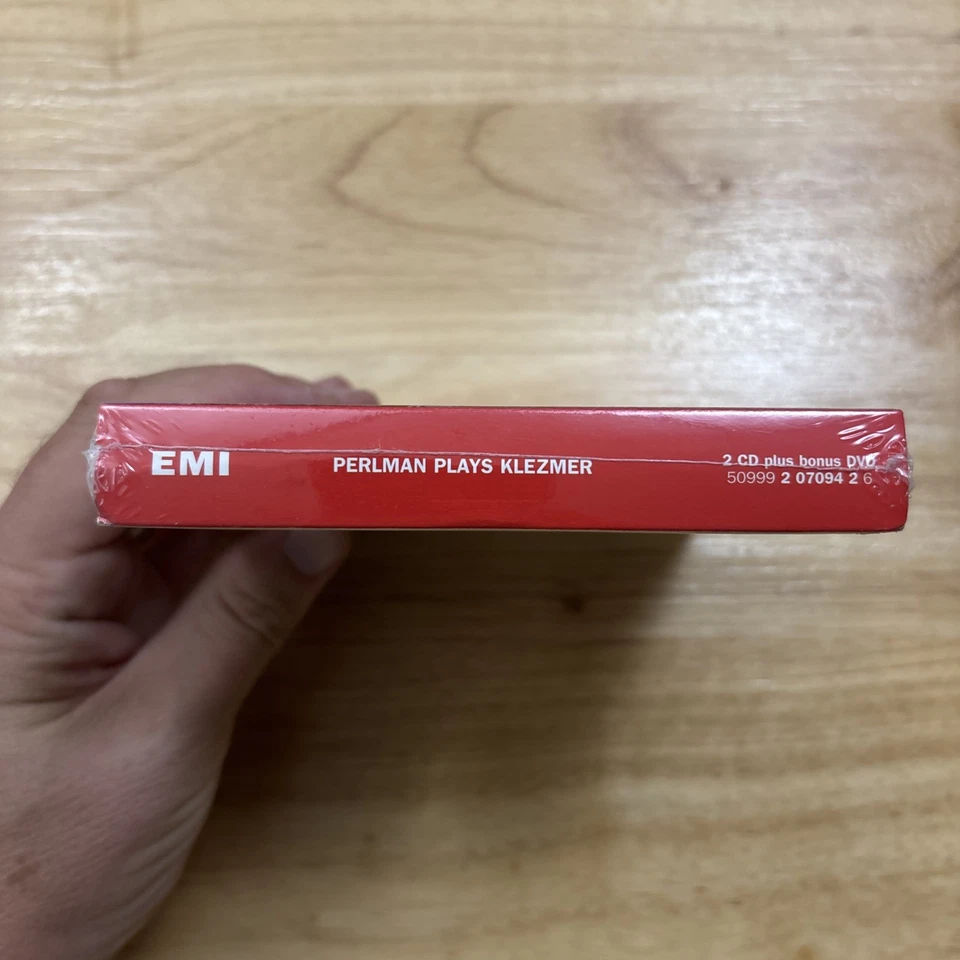 EMI
PERLMAN PLAYS KLEZMER
2 CD plus bonus DVD
50999 2 07094 2 6